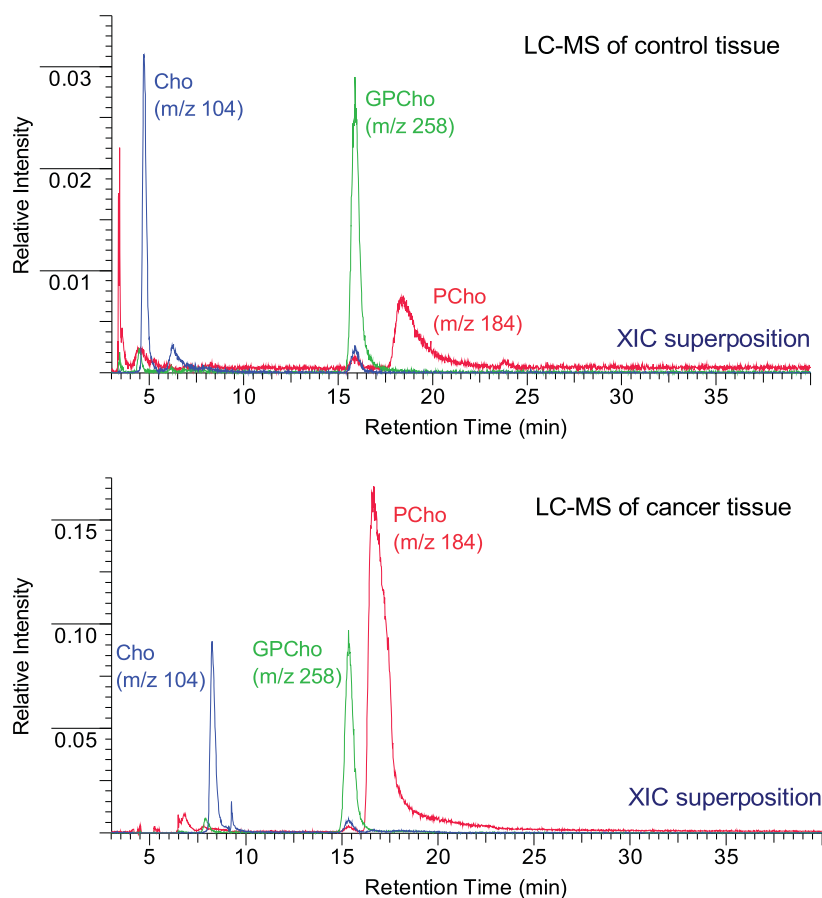 LC-MS of control tissue
Relative Intensity
0.03
0.02
0.01
Cho
(m/z 104)
GPCho
(m/z 258)
PCho
(m/z 184)
XIC superposition
5
10
15
20
25
30
35
Retention Time (min)
LC-MS of cancer tissue
Relative Intensity
0.15
0.10
0.05
PCho
(m/z 184)
Cho
(m/z 104)
GPCho
(m/z 258)
XIC superposition
5
10
15
20
25
30
35
Retention Time (min)